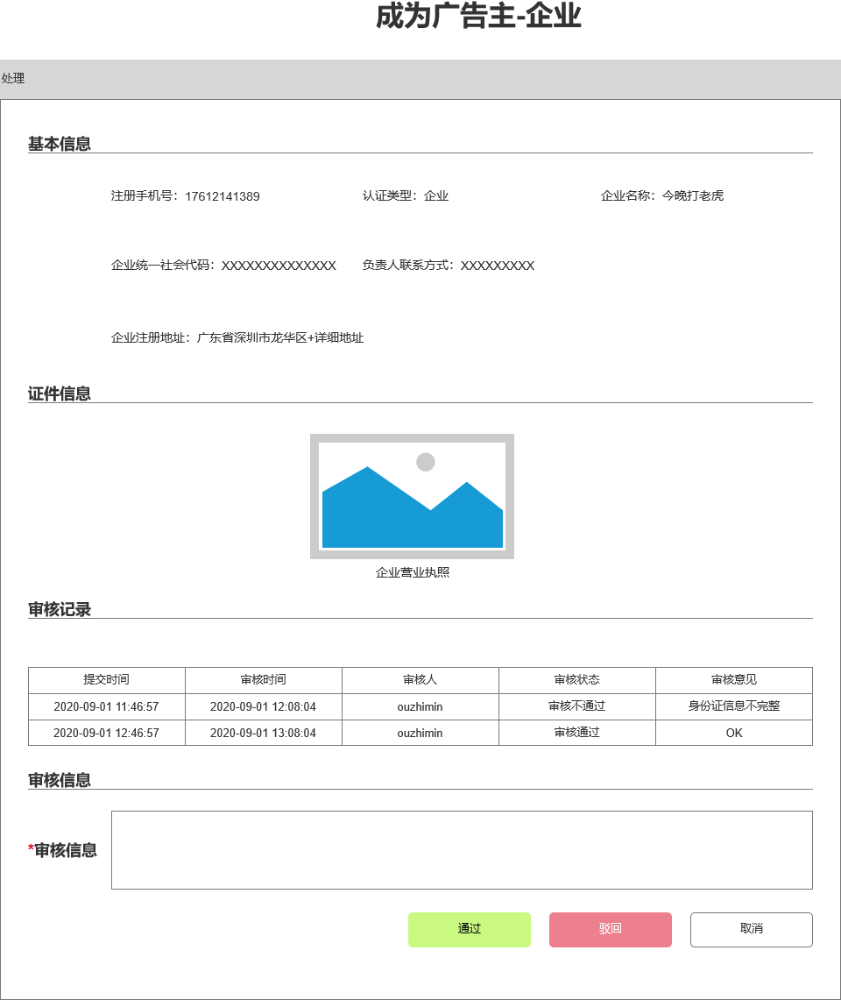 成为广告主-企业
处理
基本信息
注册手机号：17612141389 认证类型：企业 企业名称：今晚打老虎
企业统一社会代码：XXXXXXXXXXXXXX 负责人联系方式：XXXXXXXXX
企业注册地址：广东省深圳市龙华区+详细地址
证件信息
企业营业执照
审核记录
提交时间 审核时间 审核人 审核状态 审核意见
2020-09-01 11:46:57 2020-09-01 12:08:04 ouzhimin 审核不通过 身份证信息不完整
2020-09-01 12:46:57 2020-09-01 13:08:04 ouzhimin 审核通过 OK
审核信息
*审核信息
通过 驳回 取消